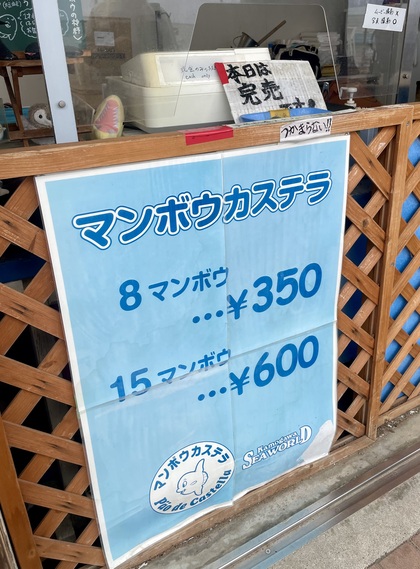 本日は
完売
です。
つかまらない!!
マンボウカステラ
8マンボウ
…¥350
15マンボウ
…¥600
マンボウカステラ
Pao de Castella
Kamogawa
SEAWORLD